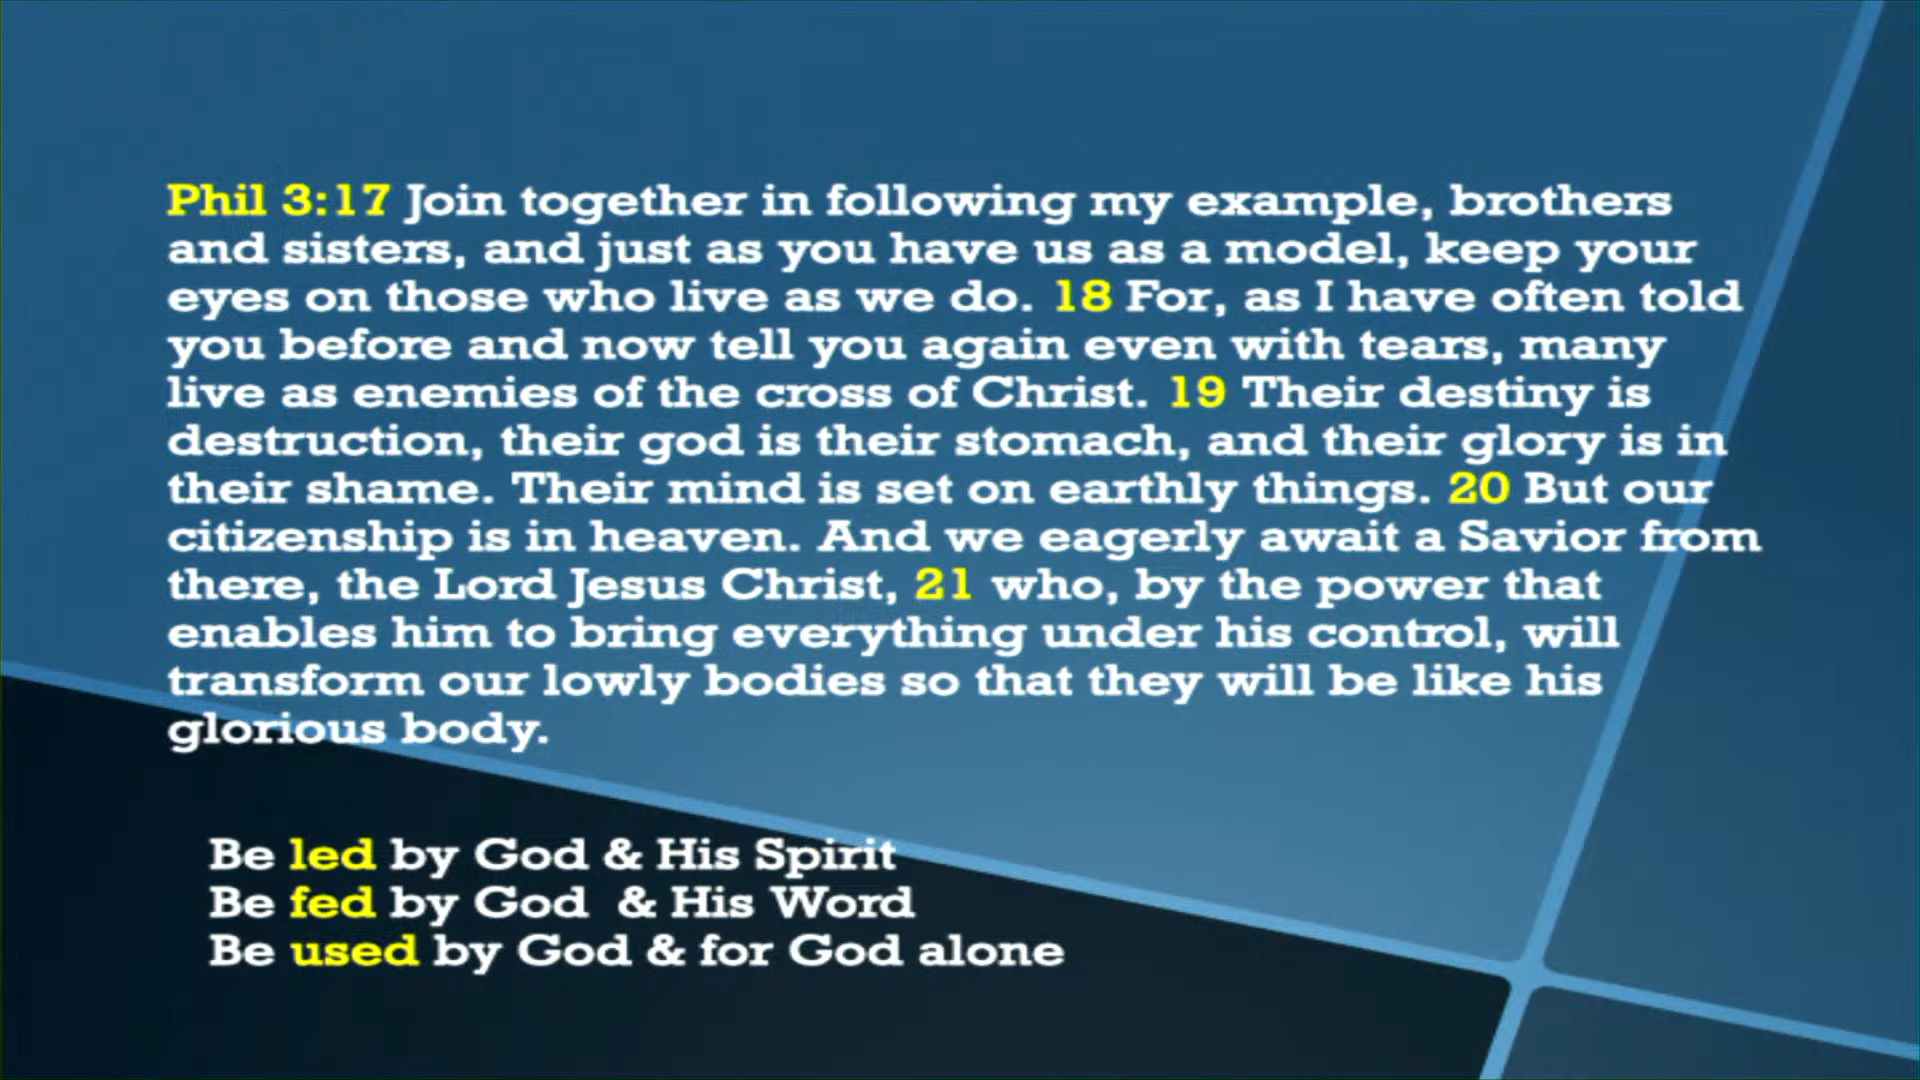 Phil 3:17 Join together in following my example, brothers
and sisters, and just as you have us as a model, keep your
eyes on those who live as we do. 18 For, as I have often told
you before and now tell you again even with tears, many
live as enemies of the cross of Christ. 19 Their destiny is
destruction, their god is their stomach, and their glory is in
their shame. Their mind is set on earthly things. 20 But our
citizenship is in heaven. And we eagerly await a Savior from
there, the Lord Jesus Christ, 21 who, by the power that
enables him to bring everything under his control, will
transform our lowly bodies so that they will be like his
glorious body.
Be led by God & His Spirit
Be fed by God & His Word
Be used by God & for God alone